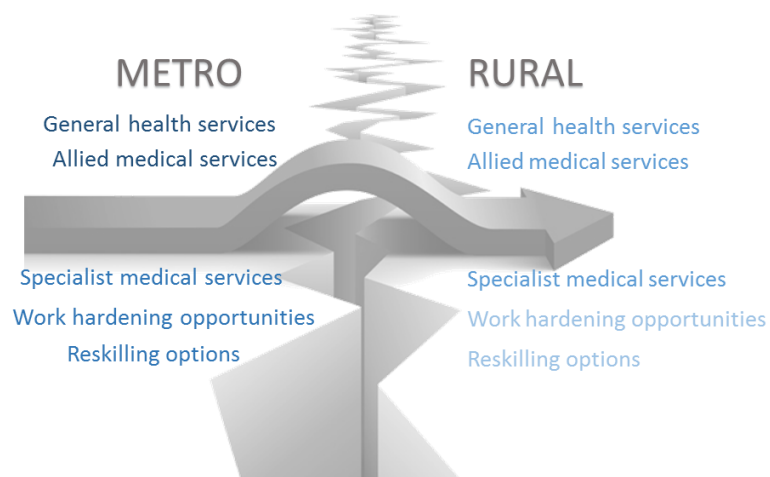 METRO
General health services
Allied medical services
Specialist medical services
Work hardening opportunities
Reskilling options
RURAL
General health services
Allied medical services
Specialist medical services
Work hardening opportunities
Reskilling options